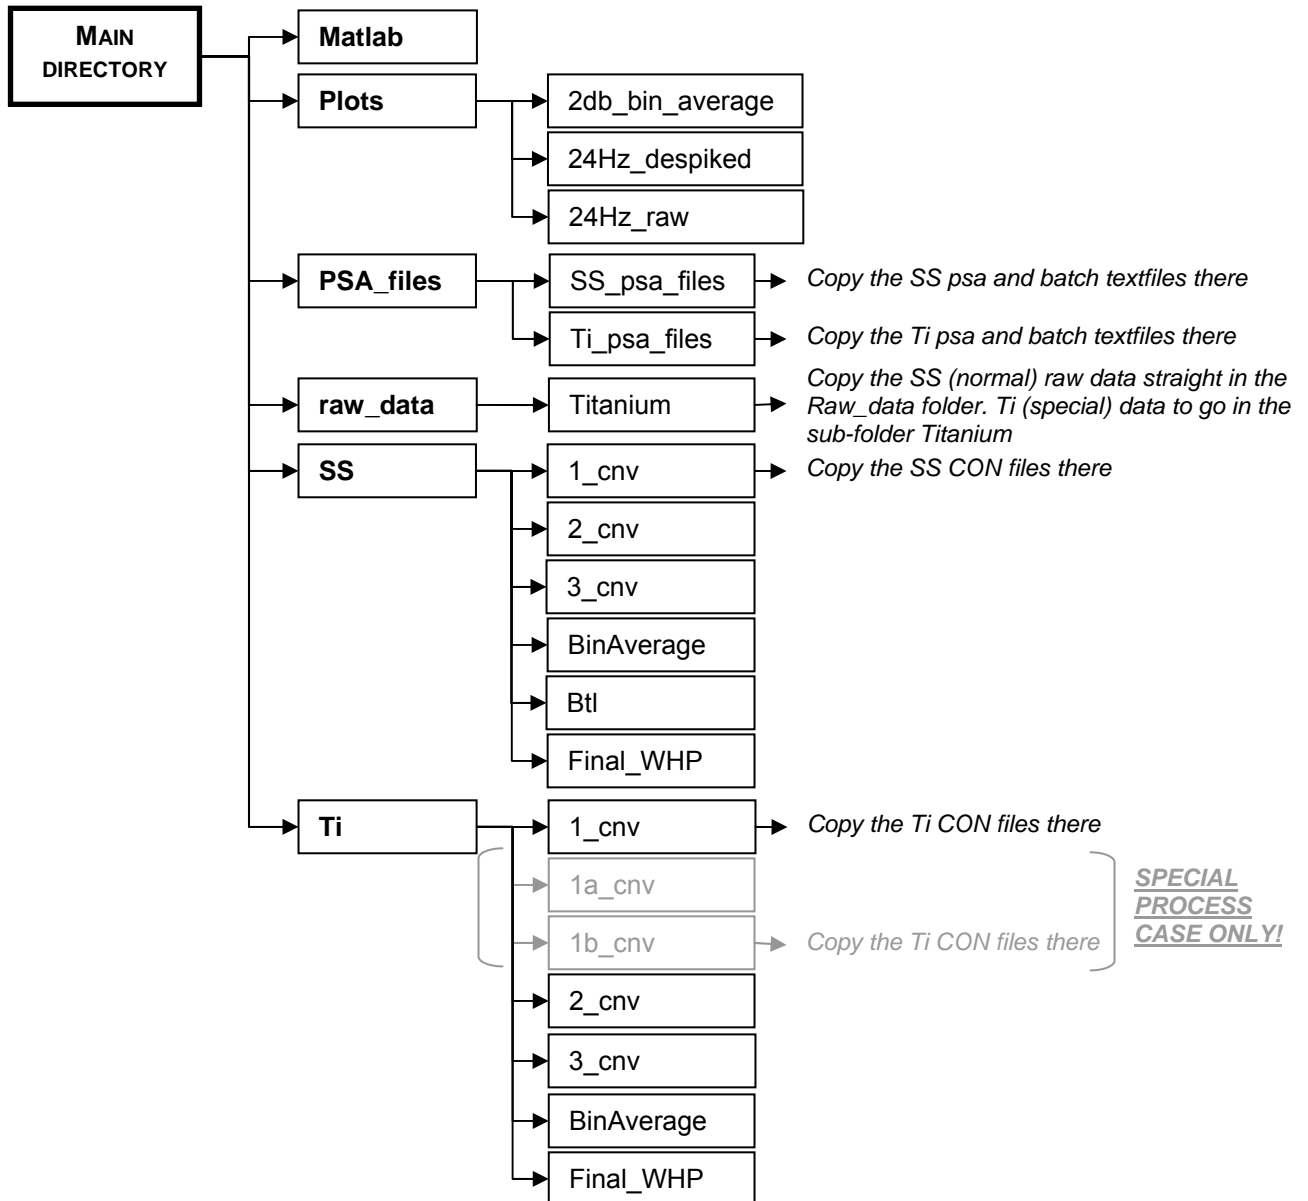 MAIN
DIRECTORY
Matlab
Plots
2db_bin_average
24Hz_despiked
24Hz_raw
PSA_files
SS_psa_files
Copy the SS psa and batch textfiles there
Ti_psa_files
Copy the Ti psa and batch textfiles there
raw_data
Titanium
Copy the SS (normal) raw data straight in the
Raw_data folder. Ti (special) data to go in the
sub-folder Titanium
SS
1_cnv
Copy the SS CON files there
2_cnv
3_cnv
BinAverage
Btl
Final_WHP
Ti
1_cnv
Copy the Ti CON files there
1a_cnv
1b_cnv
Copy the Ti CON files there
SPECIAL
PROCESS
CASE ONLY!
2_cnv
3_cnv
BinAverage
Final_WHP